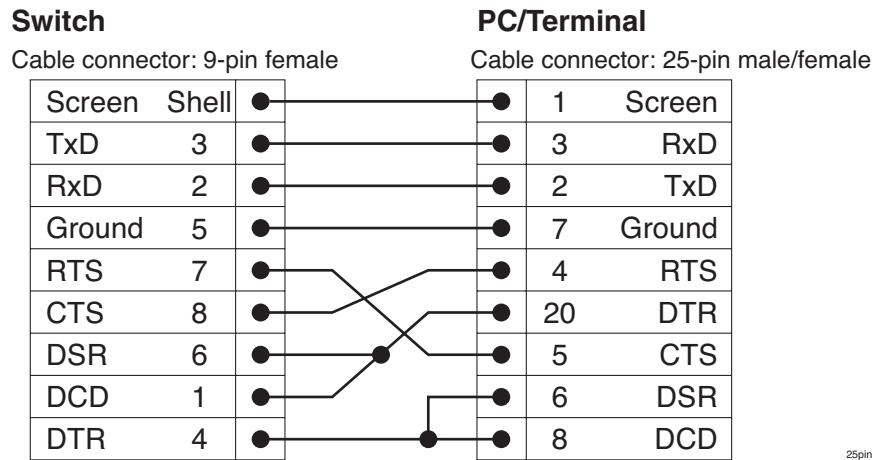 Switch PC/Terminal
Cable connector: 9-pin female Cable connector: 25-pin male/female
Screen Shell 1 Screen
TxD 3 3 RxD
RxD 2 2 TxD
Ground 5 7 Ground
RTS 7 4 RTS
CTS 8 20 DTR
DSR 6 5 CTS
DCD 1 6 DSR
DTR 4 8 DCD
25pin